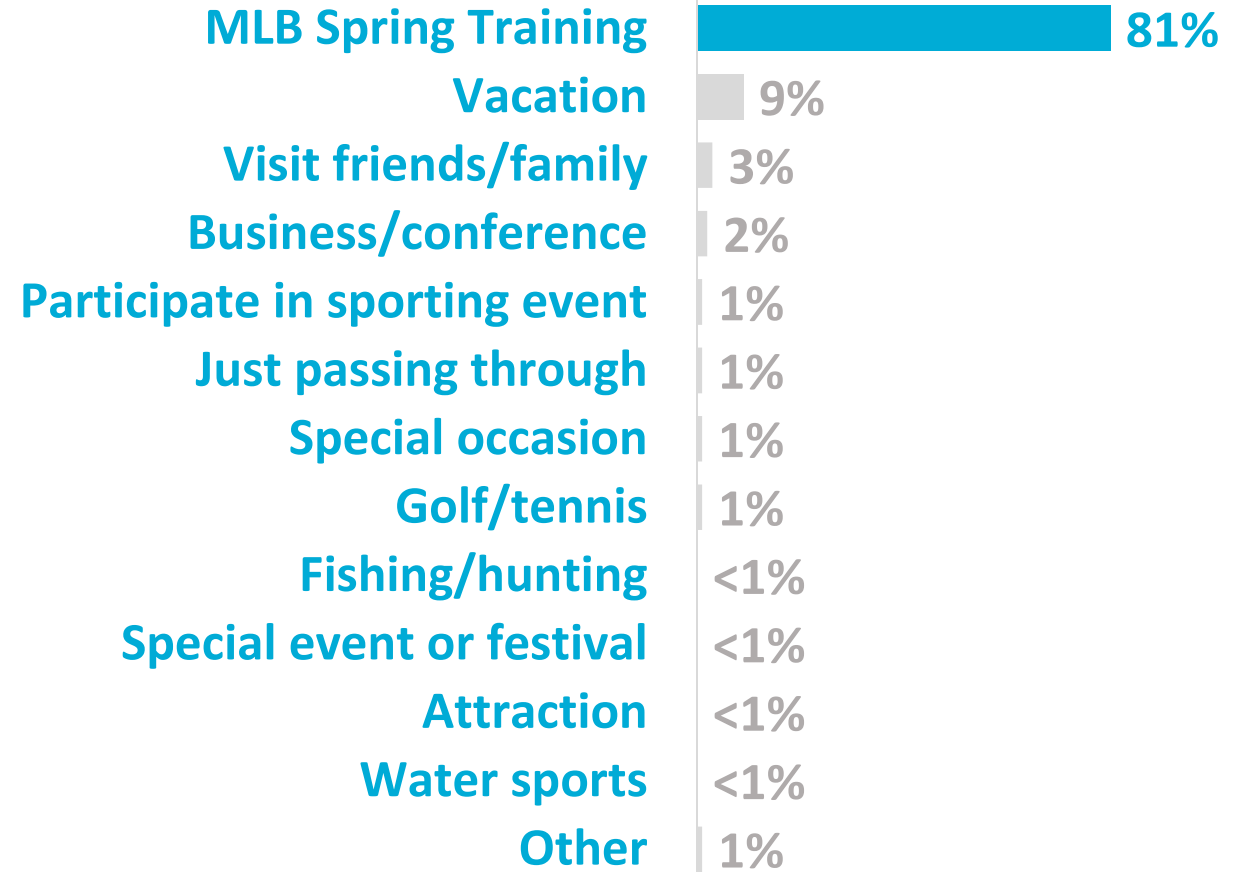 MLB Spring Training 81%
Vacation 9%
Visit friends/family 3%
Business/conference 2%
Participate in sporting event 1%
Just passing through 1%
Special occasion 1%
Golf/tennis 1%
Fishing/hunting <1%
Special event or festival <1%
Attraction <1%
Water sports <1%
Other 1%